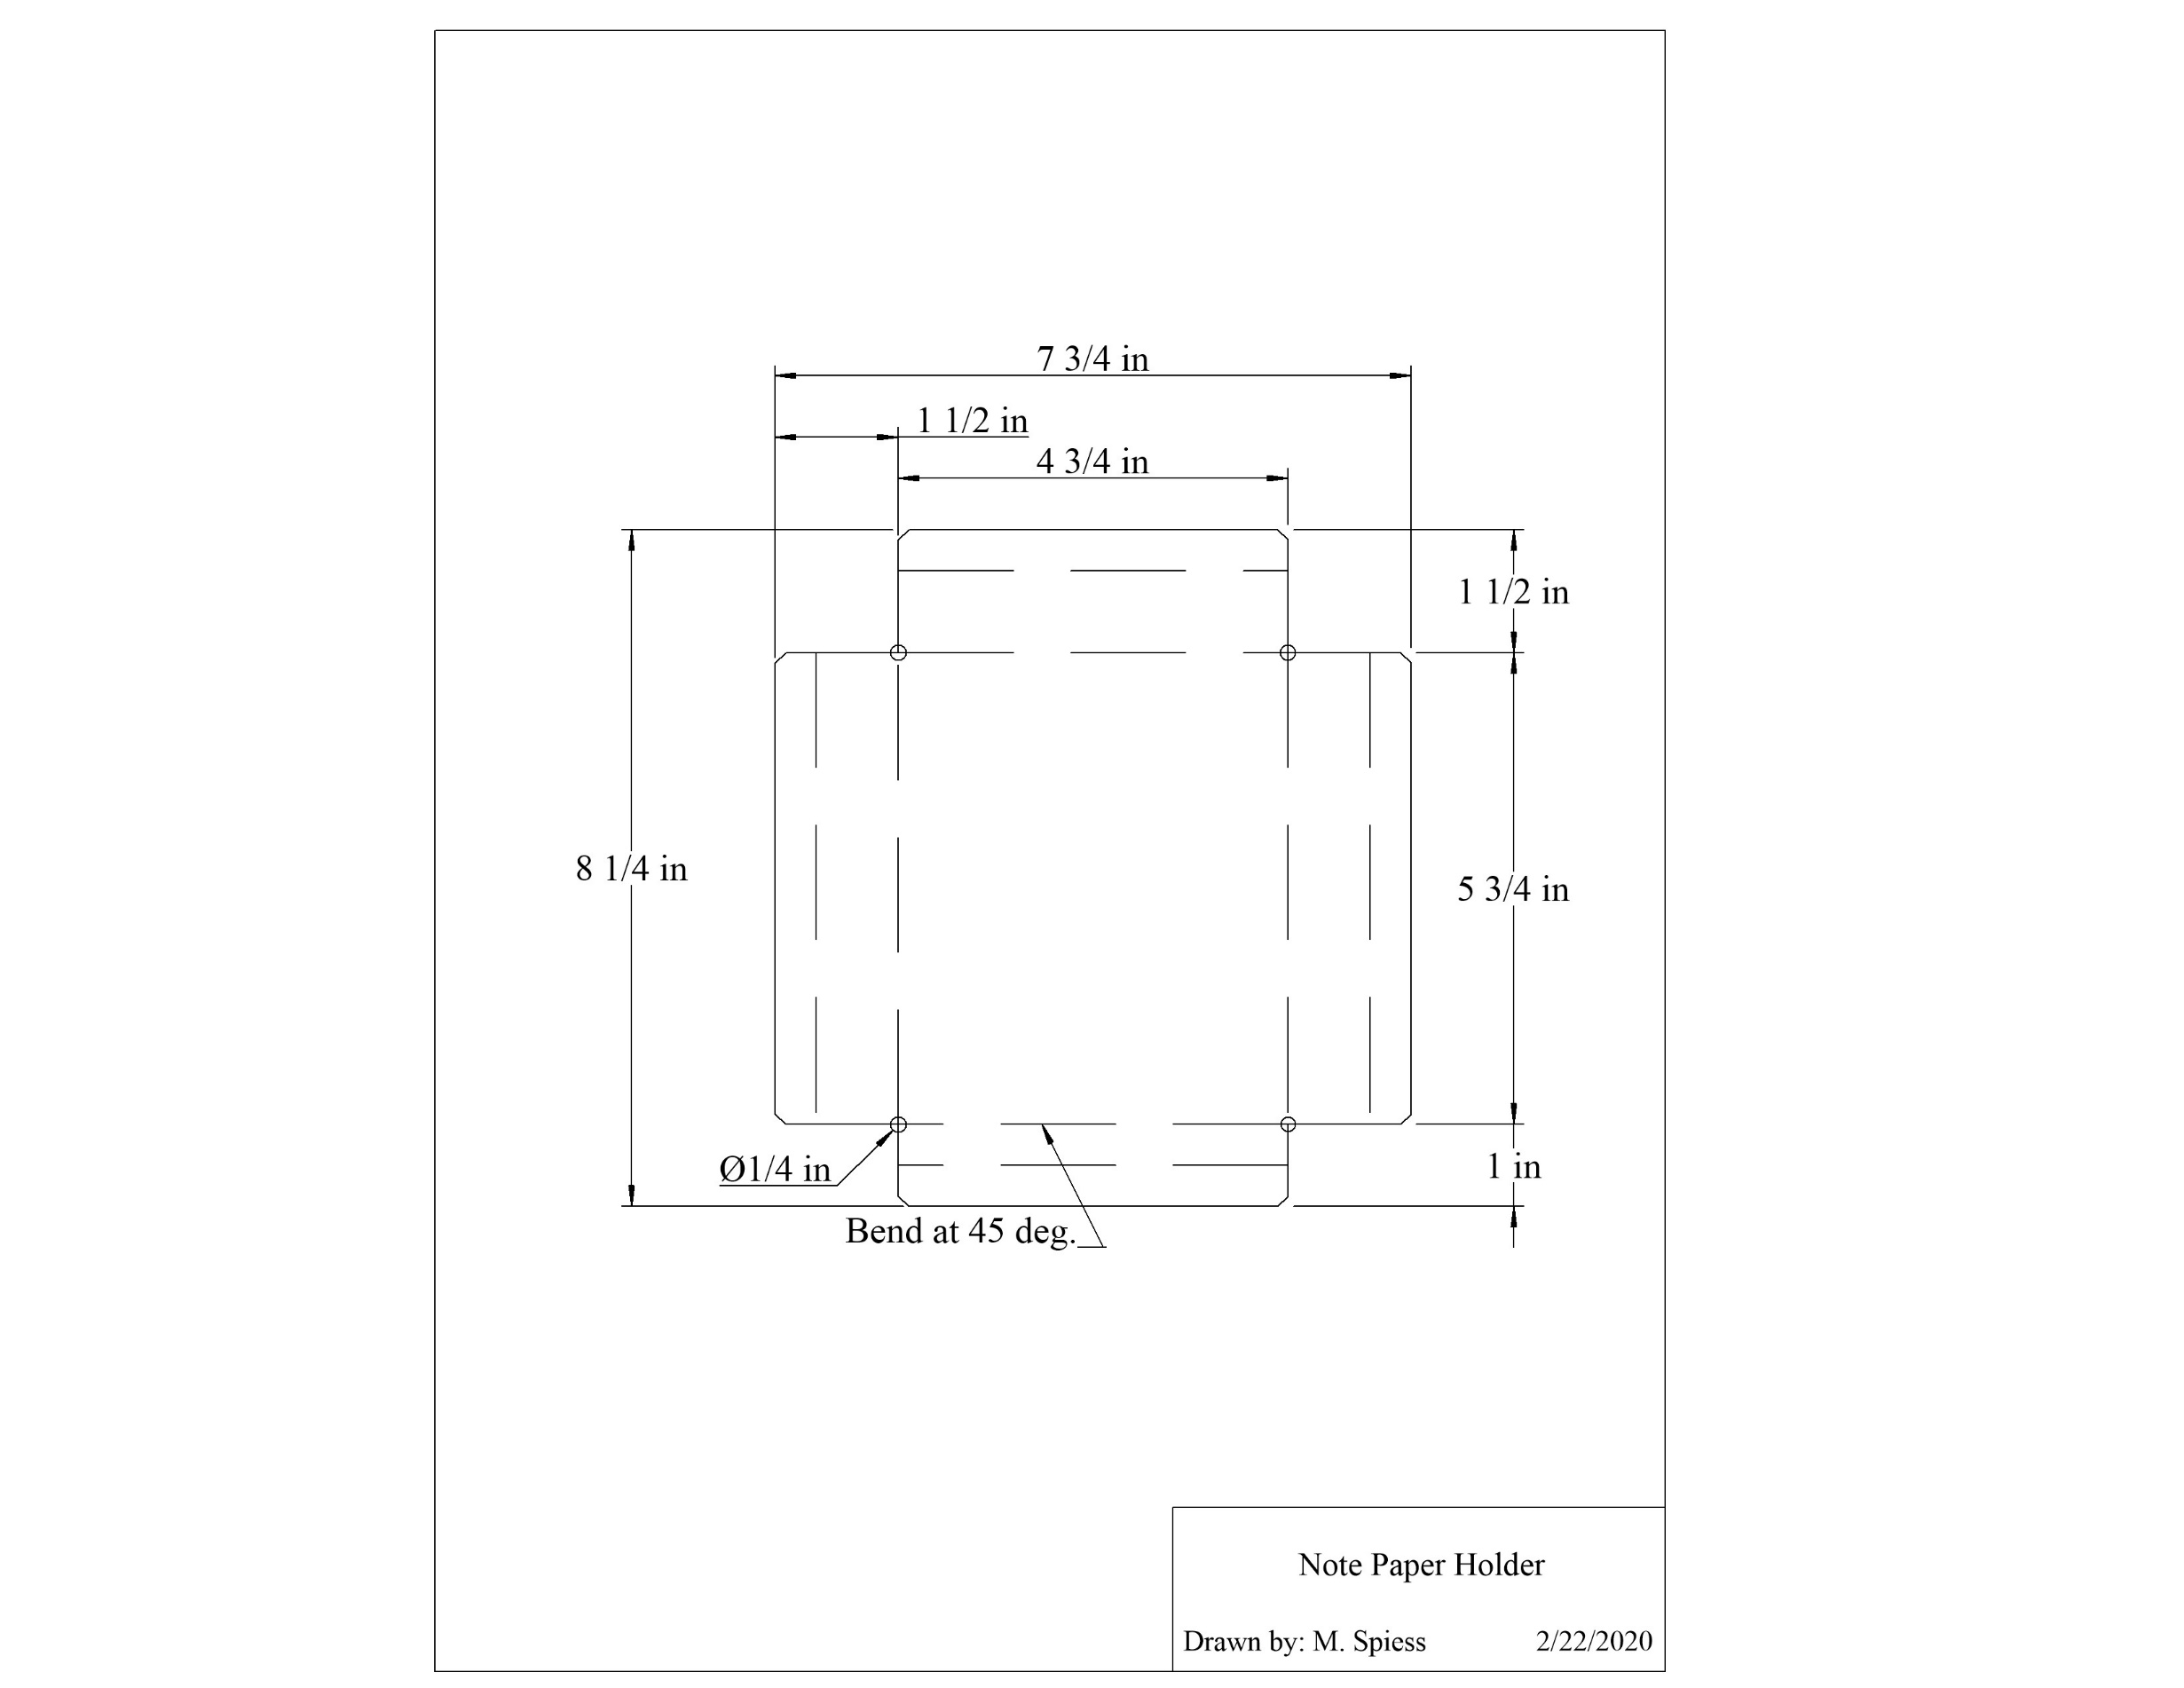 7 3/4 in
1 1/2 in
4 3/4 in
1 1/2 in
8 1/4 in
5 3/4 in
Ø1/4 in
1 in
Bend at 45 deg.
Note Paper Holder
Drawn by: M. Spiess 2/22/2020